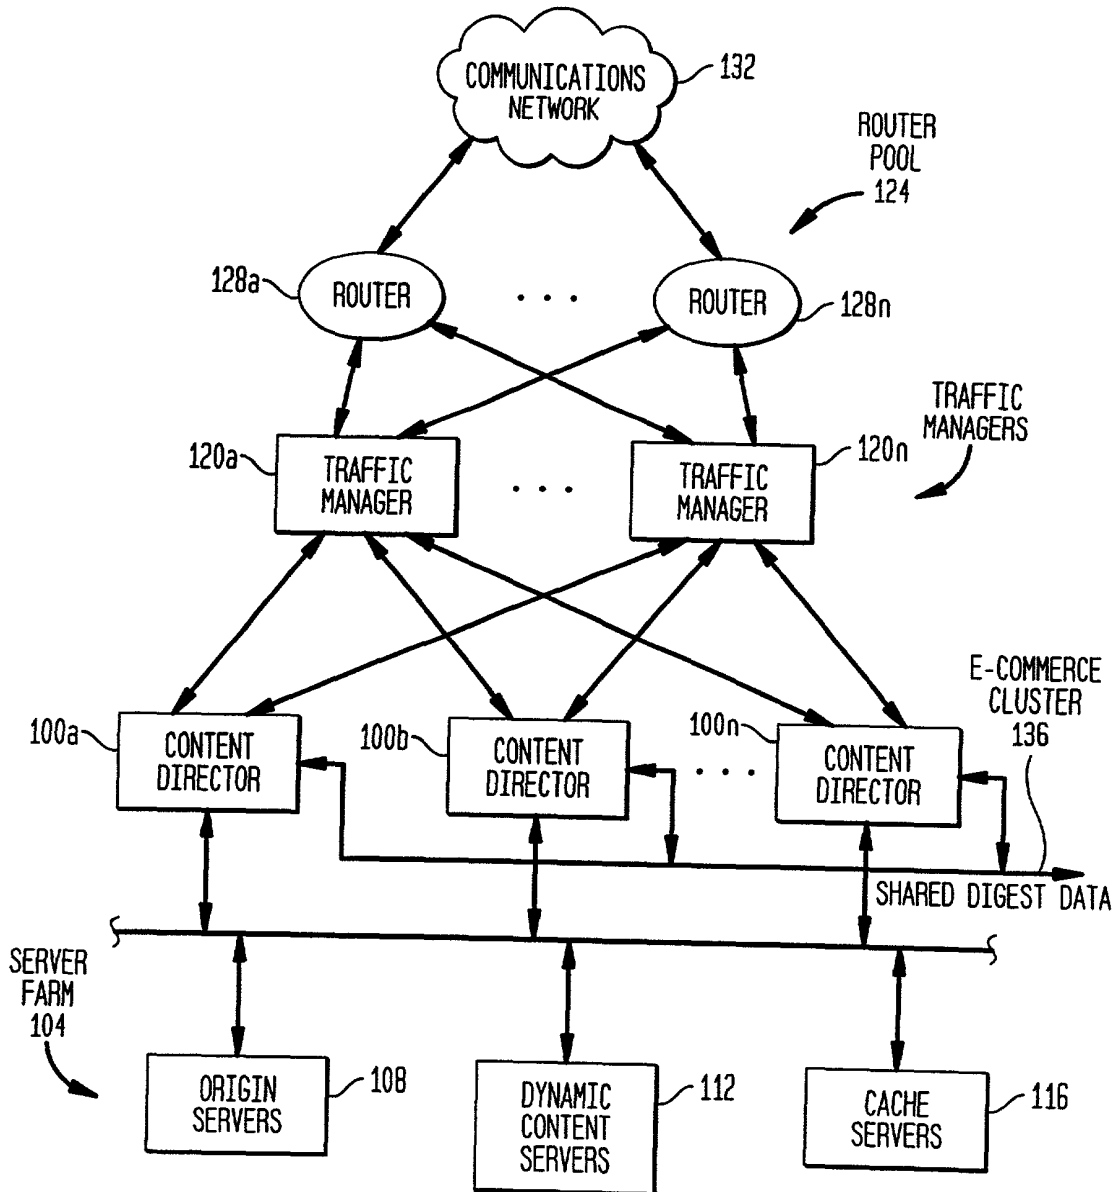 COMMUNICATIONS
NETWORK
132
ROUTER
POOL
124
128a
ROUTER
. . .
ROUTER
128n
TRAFFIC
MANAGERS
120a
TRAFFIC
MANAGER
. . .
TRAFFIC
MANAGER
120n
E-COMMERCE
CLUSTER
136
100a
CONTENT
DIRECTOR
100b
CONTENT
DIRECTOR
. . . .
100n
CONTENT
DIRECTOR
SHARED DIGEST DATA
SERVER
FARM
104
ORIGIN
SERVERS
108
DYNAMIC
CONTENT
SERVERS
112
CACHE
SERVERS
116